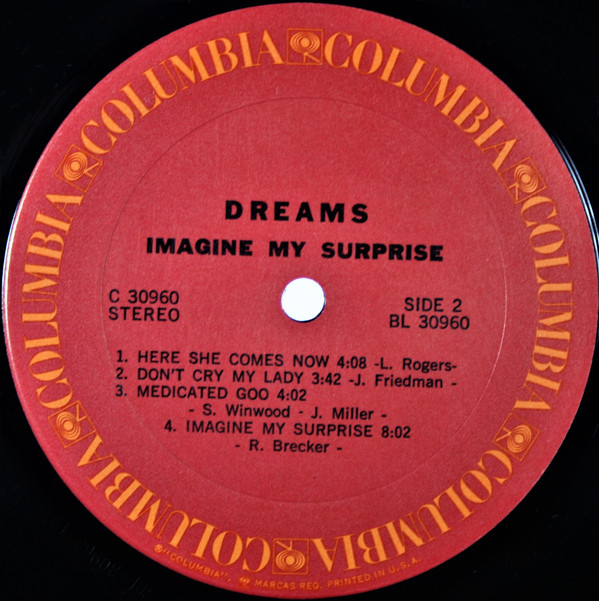 COLUMBIA COLUMBIA COLUMBIA COLUMBIA COLUMBIA COLUMBIA
DREAMS
IMAGINE MY SURPRISE
C 30960
STEREO
SIDE 2
BL 30960
1. HERE SHE COMES NOW 4:08 -L. Rogers-
2. DON'T CRY MY LADY 3:42 -J. Friedman -
3. MEDICATED GOO 4:02
- S. Winwood - J. Miller -
4. IMAGINE MY SURPRISE 8:02
- R. Brecker -
"COLUMBIA", MARCAS REG. PRINTED IN U.S.A.